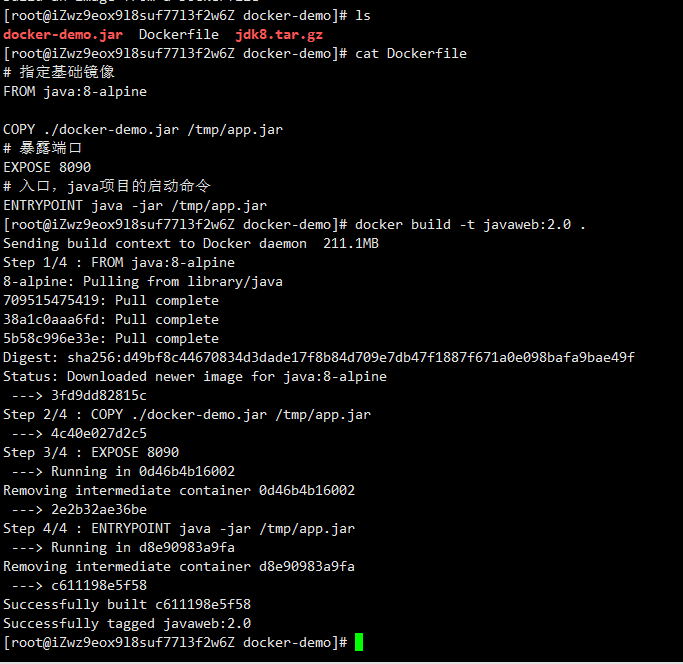 [root@iZwz9eox9l8suf77l3f2w6Z docker-demo]# ls
docker-demo.jar  Dockerfile  jdk8.tar.gz
[root@iZwz9eox9l8suf77l3f2w6Z docker-demo]# cat Dockerfile
# 指定基础镜像
FROM java:8-alpine
COPY ./docker-demo.jar /tmp/app.jar
# 暴露端口
EXPOSE 8090
# 入口，java项目的启动命令
ENTRYPOINT java -jar /tmp/app.jar
[root@iZwz9eox9l8suf77l3f2w6Z docker-demo]# docker build -t javaweb:2.0 .
Sending build context to Docker daemon  211.1MB
Step 1/4 : FROM java:8-alpine
8-alpine: Pulling from library/java
709515475419: Pull complete
38a1c0aaa6fd: Pull complete
5b58c996e33e: Pull complete
Digest: sha256:d49bf8c44670834d3dade17f8b84d709e7db47f1887f671a0e098bafa9bae49f
Status: Downloaded newer image for java:8-alpine
 ---> 3fd9dd82815c
Step 2/4 : COPY ./docker-demo.jar /tmp/app.jar
 ---> 4c40e027d2c5
Step 3/4 : EXPOSE 8090
 ---> Running in 0d46b4b16002
Removing intermediate container 0d46b4b16002
 ---> 2e2b32ae36be
Step 4/4 : ENTRYPOINT java -jar /tmp/app.jar
 ---> Running in d8e90983a9fa
Removing intermediate container d8e90983a9fa
 ---> c611198e5f58
Successfully built c611198e5f58
Successfully tagged javaweb:2.0
[root@iZwz9eox9l8suf77l3f2w6Z docker-demo]#